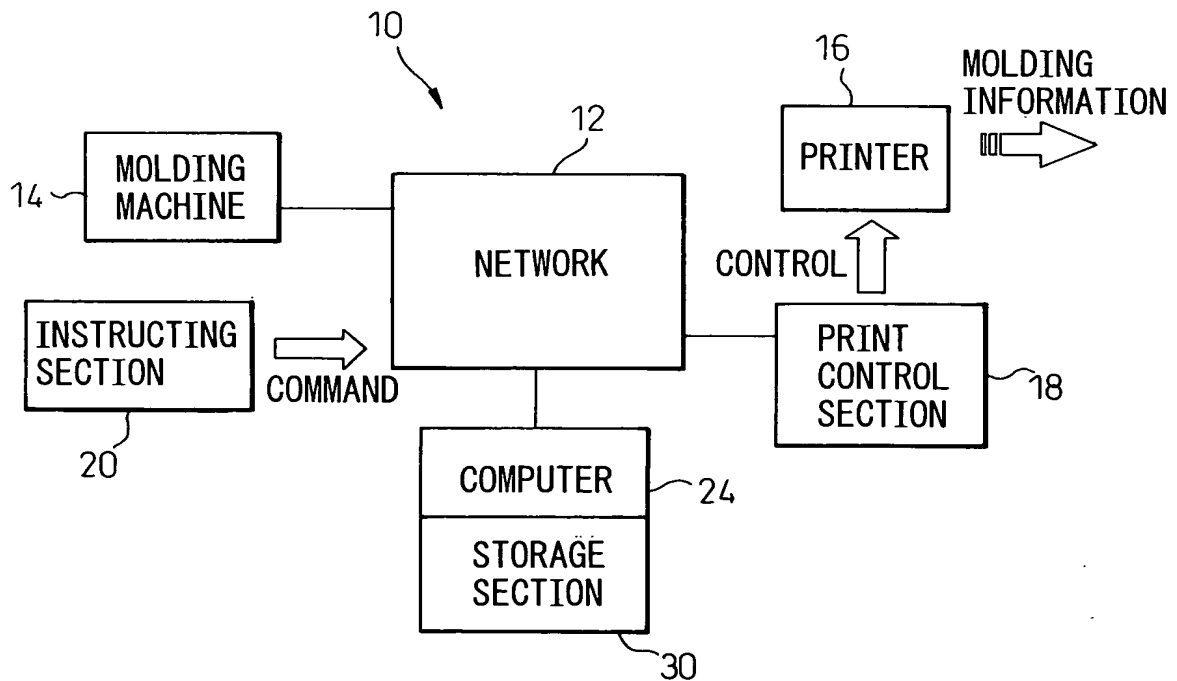 10
16
MOLDING
INFORMATION
12
14
MOLDING
MACHINE
PRINTER
NETWORK
CONTROL
INSTRUCTING
SECTION
COMMAND
PRINT
CONTROL
SECTION
18
20
COMPUTER
24
STORAGE
SECTION
30